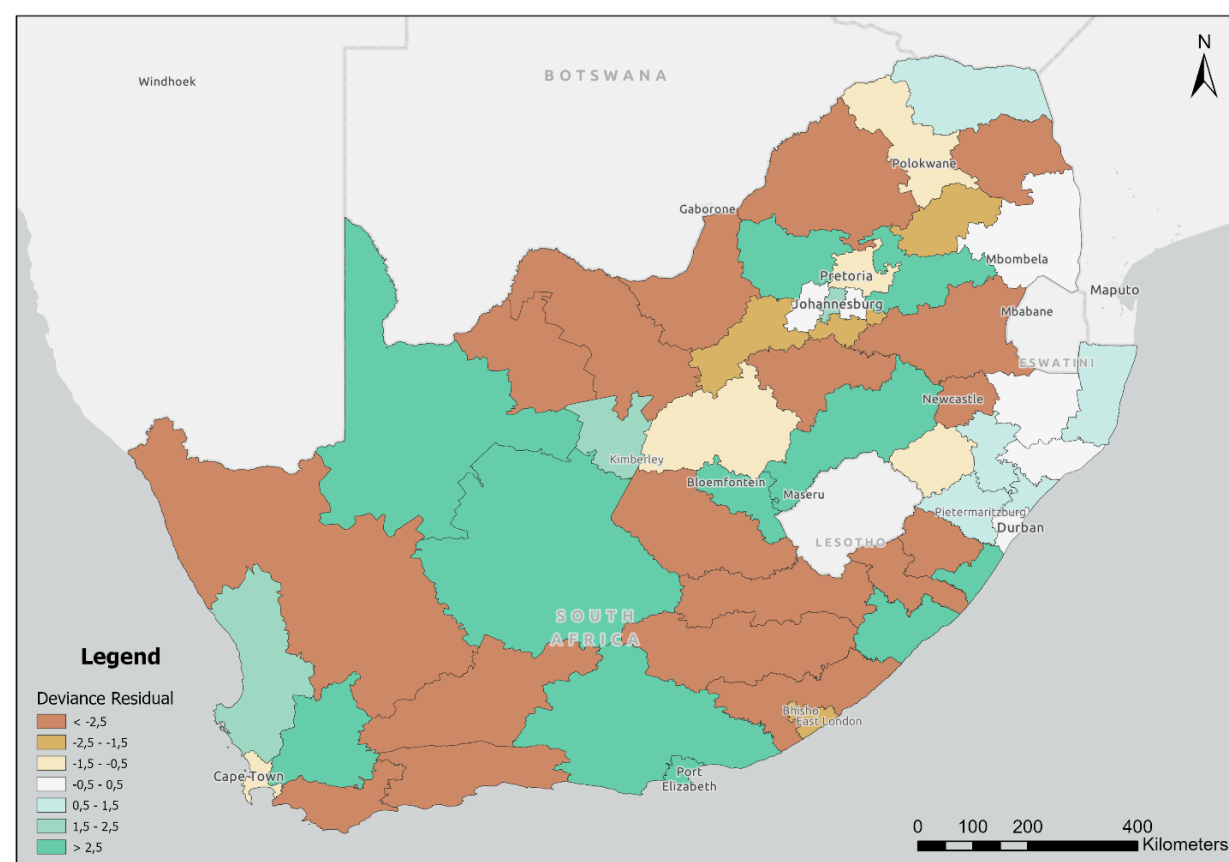 N
BOTSWANA
Windhoek
Polokwane
Gaborone
Mbombela
Pretoria
Maputo
Johannesburg
Mbabane
ESWATINI
Newcastle
Kimberley
Bloemfontein
Maseru
Pietermaritzburg
Durban
LESOTHO
SOUTH
AFRICA
Bhisho
East London
Port
Elizabeth
Cape Town
Legend
Deviance Residual
< -2,5
-2,5 - -1,5
-1,5 - -0,5
-0,5 - 0,5
0,5 - 1,5
1,5 - 2,5
> 2,5
0 100 200 400
Kilometers